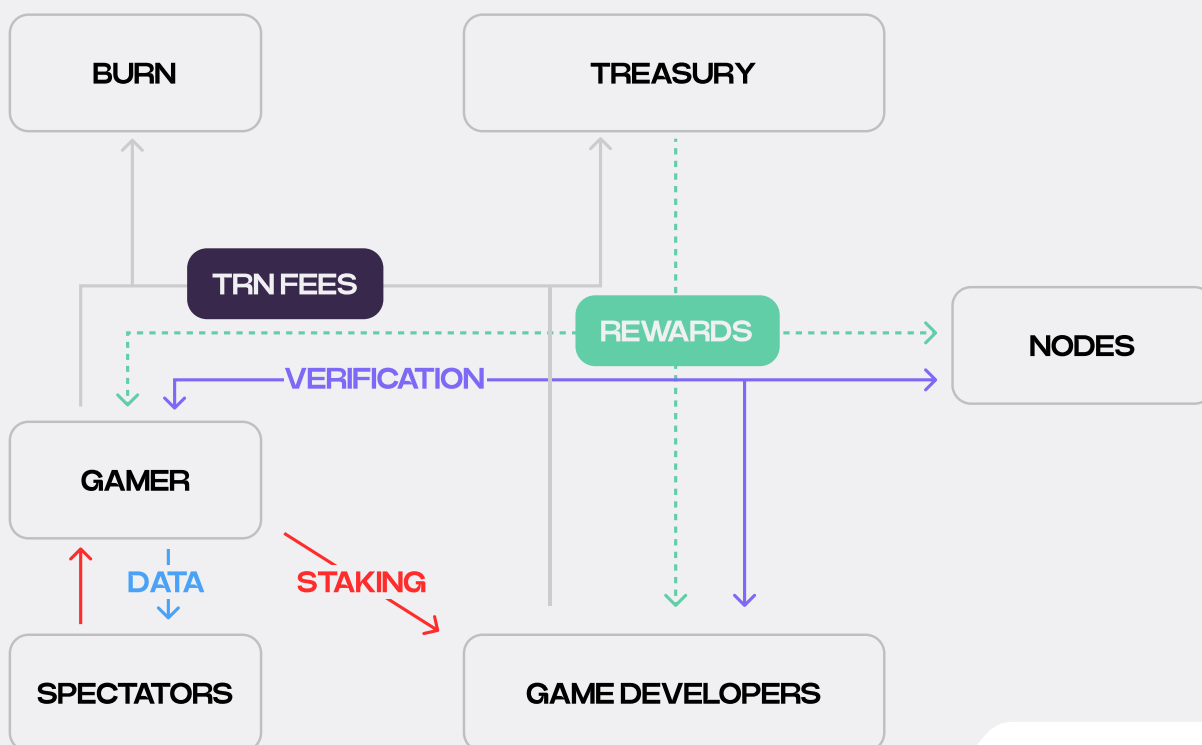 BURN
TREASURY
TRN FEES
REWARDS
NODES
VERIFICATION
GAMER
DATA
STAKING
SPECTATORS
GAME DEVELOPERS